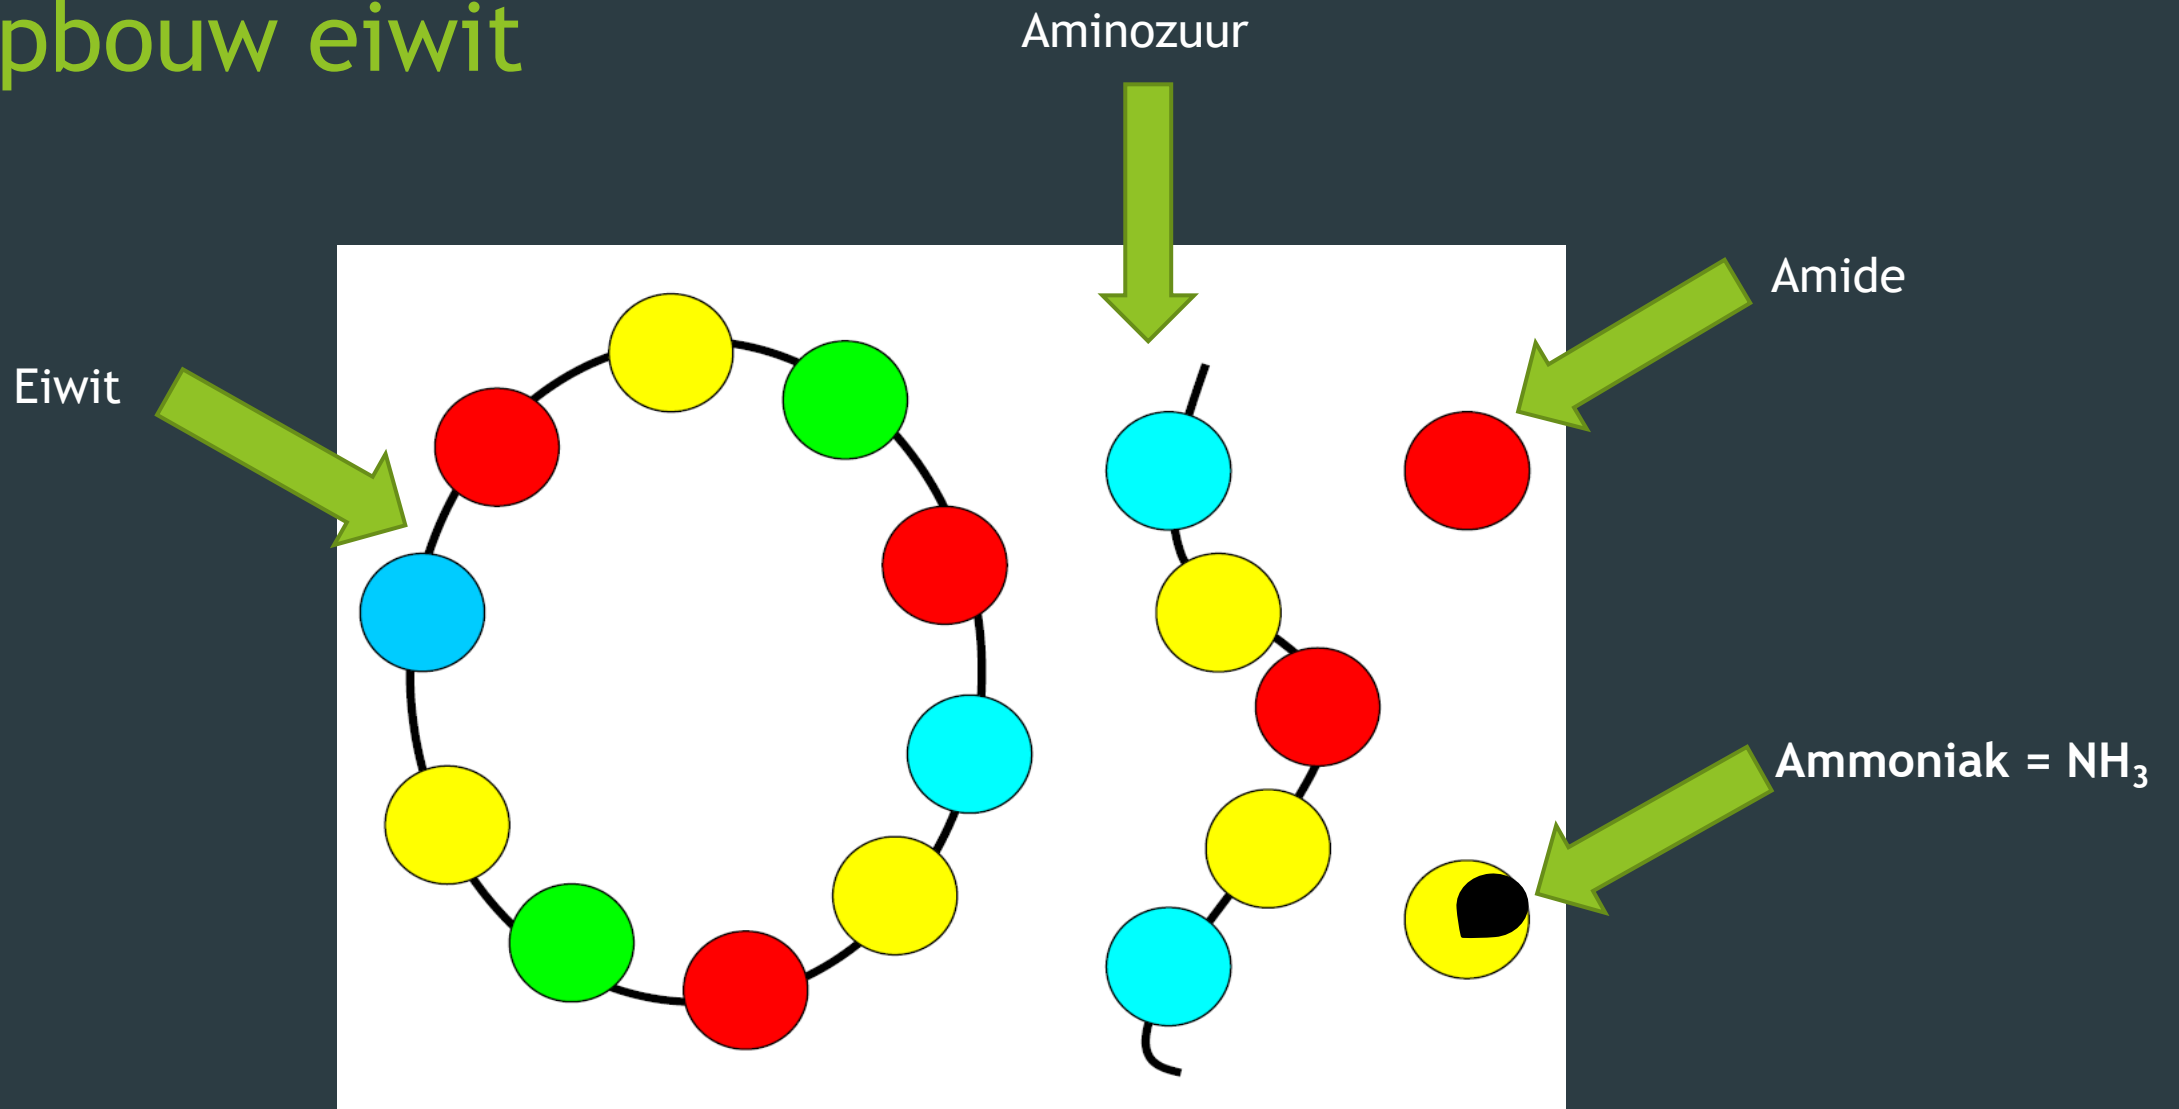 pbouw eiwit
Aminozuur
Amide
Eiwit
Ammoniak = NH₃